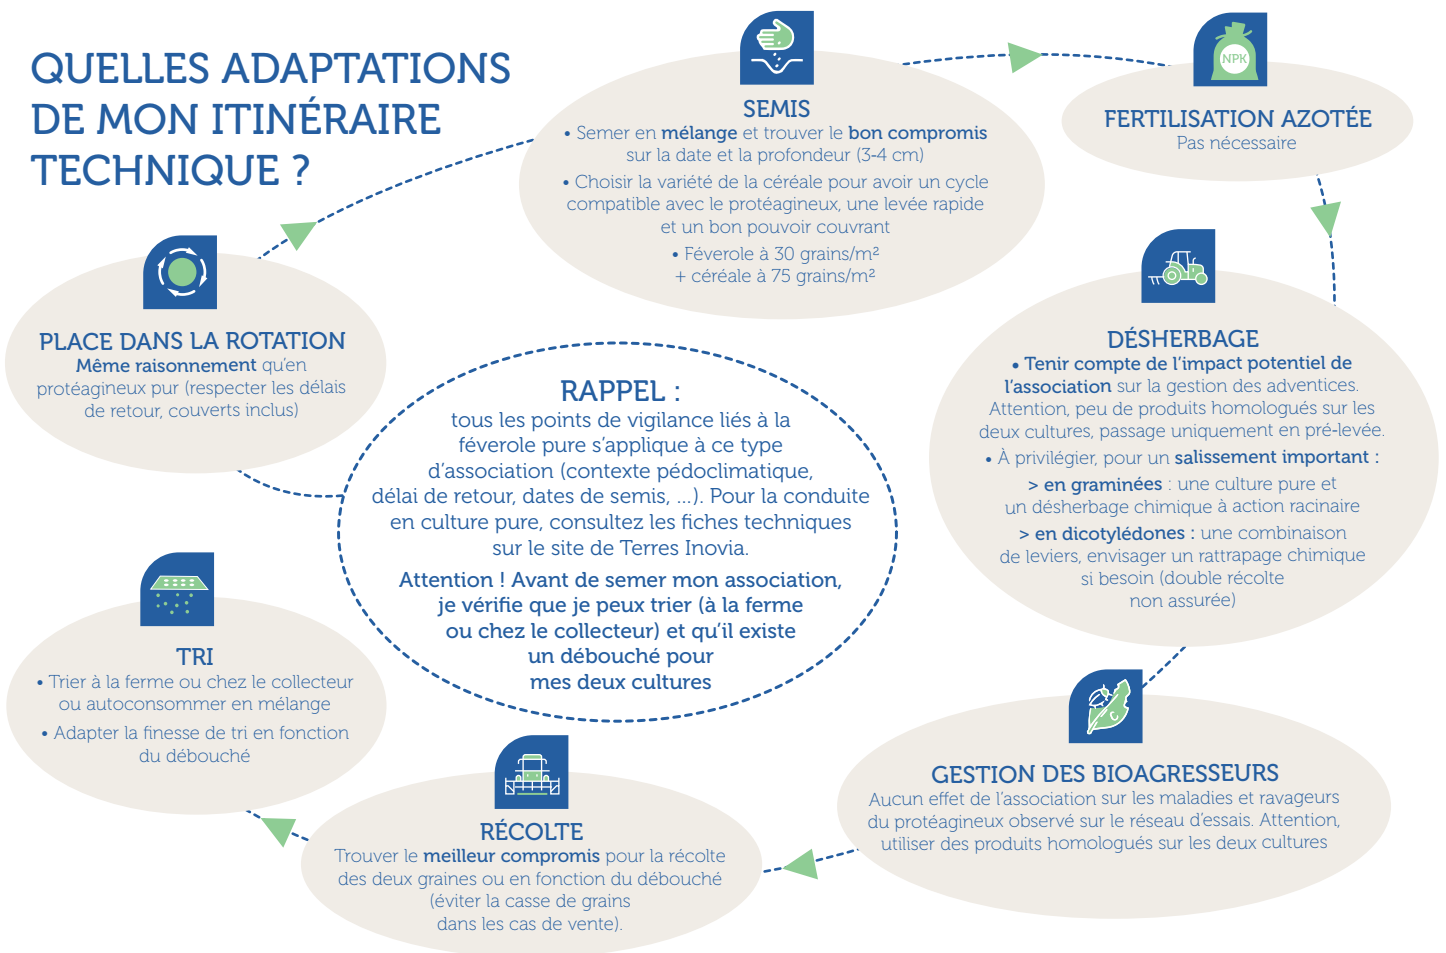 QUELLES ADAPTATIONS
DE MON ITINÉRAIRE
TECHNIQUE ?
PLACE DANS LA ROTATION
Même raisonnement qu'en
protéagineux pur (respecter les délais
de retour, couverts inclus)
SEMIS
• Semer en mélange et trouver le bon compromis
sur la date et la profondeur (3-4 cm)
• Choisir la variété de la céréale pour avoir un cycle
compatible avec le protéagineux, une levée rapide
et un bon pouvoir couvrant
• Féverole à 30 grains/m²
+ céréale à 75 grains/m²
NPK
FERTILISATION AZOTÉE
Pas nécessaire
DÉSHERBAGE
• Tenir compte de l'impact potentiel de
l'association sur la gestion des adventices.
Attention, peu de produits homologués sur les
deux cultures, passage uniquement en pré-levée.
• À privilégier, pour un salissement important :
> en graminées : une culture pure et
un désherbage chimique à action racinaire
> en dicotylédones : une combinaison
de leviers, envisager un rattrapage chimique
si besoin (double récolte
non assurée)
GESTION DES BIOAGRESSEURS
Aucun effet de l'association sur les maladies et ravageurs
du protéagineux observé sur le réseau d'essais. Attention,
utiliser des produits homologués sur les deux cultures
RÉCOLTE
Trouver le meilleur compromis pour la récolte
des deux graines ou en fonction du débouché
(éviter la casse de grains
dans les cas de vente).
TRI
• Trier à la ferme ou chez le collecteur
ou autoconsommer en mélange
• Adapter la finesse de tri en fonction
du débouché
RAPPEL :
tous les points de vigilance liés à la
féverole pure s'applique à ce type
d'association (contexte pédoclimatique,
délai de retour, dates de semis, ...). Pour la conduite
en culture pure, consultez les fiches techniques
sur le site de Terres Inovia.
Attention ! Avant de semer mon association,
je vérifie que je peux trier (à la ferme
ou chez le collecteur) et qu'il existe
un débouché pour
mes deux cultures